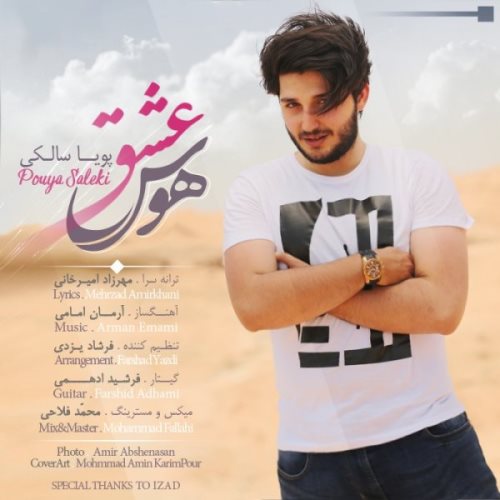 هوس عشق
پویا سالکی
Pouya Saleki
ترانه سرا . مهرزاد امیرخانی
Lyrics . Mehrzad Amirkhani
آهنگساز . آرمان امامی
Music . Arman Emami
تنظیم کننده . فرشاد یزدی
Arrangement . Farshad Yazdi
گیتار . فرشید ادهمی
Guitar . Farshid Adhami
میکس و مسترینگ . محمد فلاحی
Mix&Master . Mohammad Fallahi
Photo Amir Abshenasan
CoverArt Mohmmad Amin KarimPour
SPECIAL THANKS TO IZAD